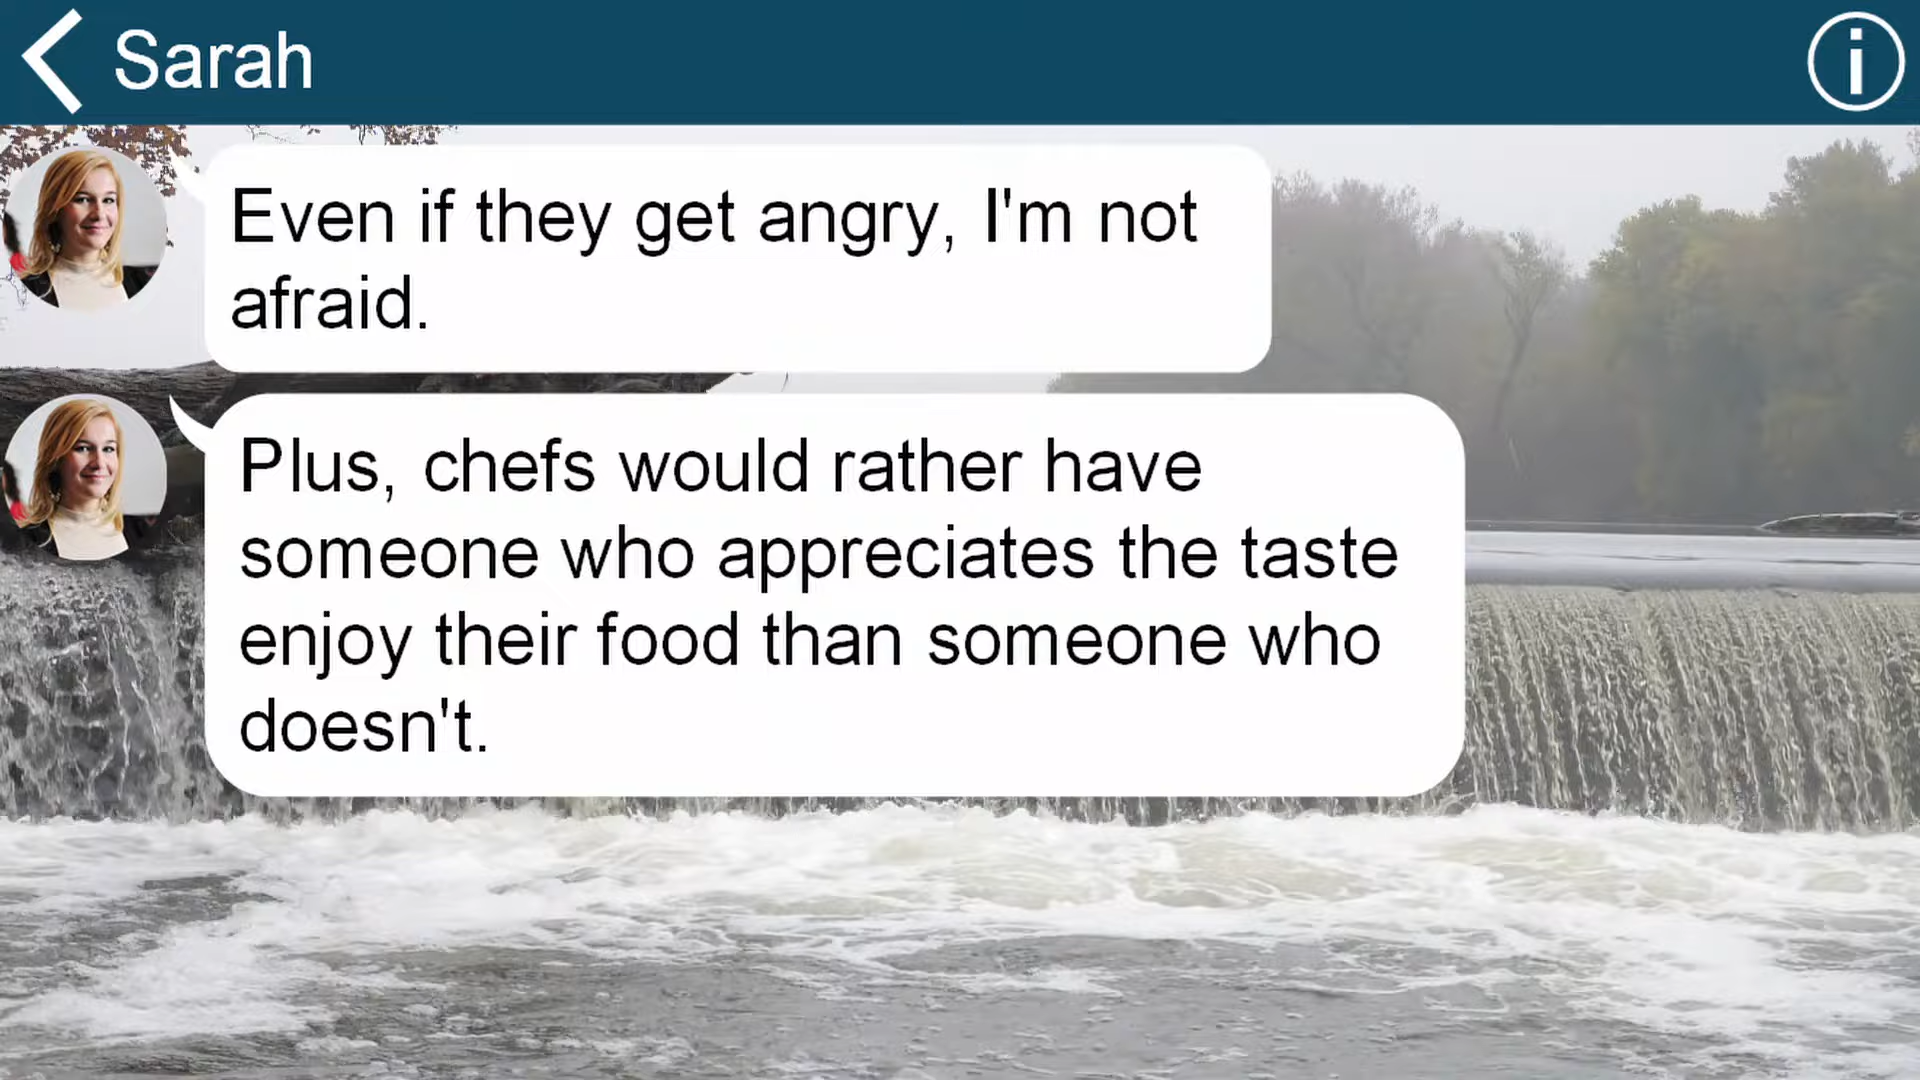 Sarah
Even if they get angry, I'm not
afraid.
Plus, chefs would rather have
someone who appreciates the taste
enjoy their food than someone who
doesn't.